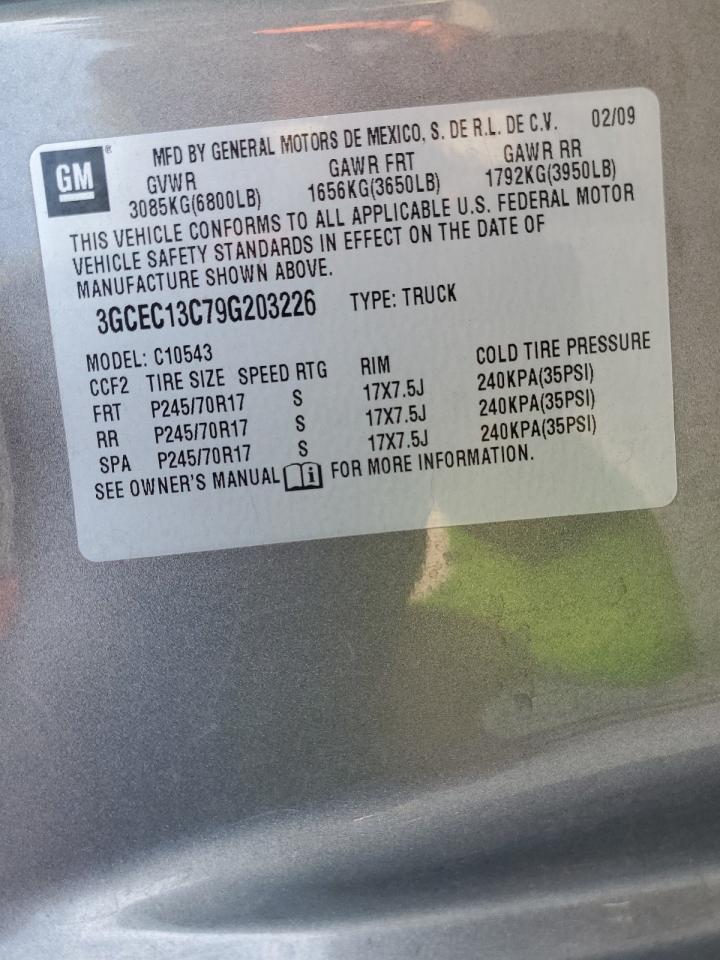 GM® MFD BY GENERAL MOTORS DE MEXICO, S. DE R.L. DE C.V. 02/09
GVWR GAWR FRT GAWR RR
3085KG(6800LB) 1656KG(3650LB) 1792KG(3950LB)
THIS VEHICLE CONFORMS TO ALL APPLICABLE U.S. FEDERAL MOTOR
VEHICLE SAFETY STANDARDS IN EFFECT ON THE DATE OF
MANUFACTURE SHOWN ABOVE.
3GCEC13C79G203226 TYPE: TRUCK
MODEL: C10543
CCF2 TIRE SIZE SPEED RTG RIM COLD TIRE PRESSURE
FRT P245/70R17 S 17X7.5J 240KPA(35PSI)
RR P245/70R17 S 17X7.5J 240KPA(35PSI)
SPA P245/70R17 S 17X7.5J 240KPA(35PSI)
SEE OWNER'S MANUAL FOR MORE INFORMATION.